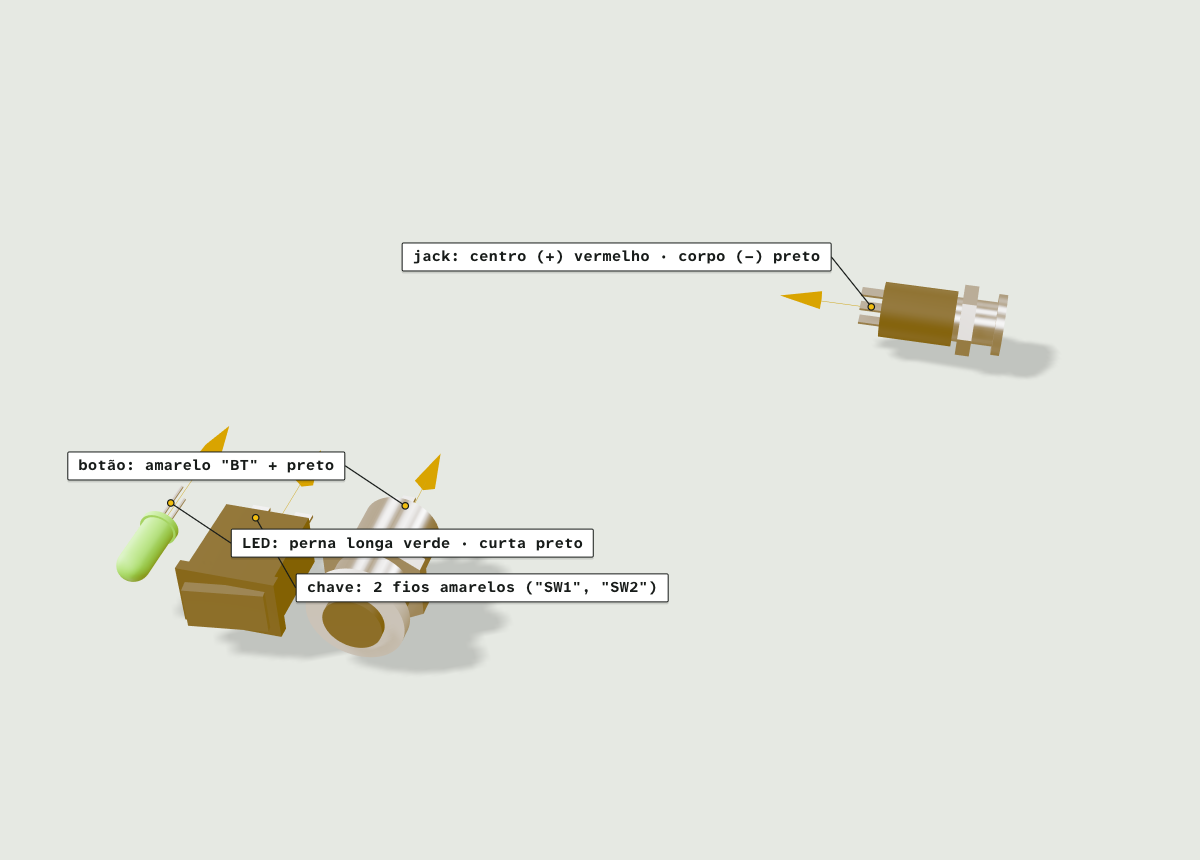 jack: centro (+) vermelho · corpo (−) preto
botão: amarelo "BT" + preto
LED: perna longa verde · curta preto
chave: 2 fios amarelos ("SW1", "SW2")